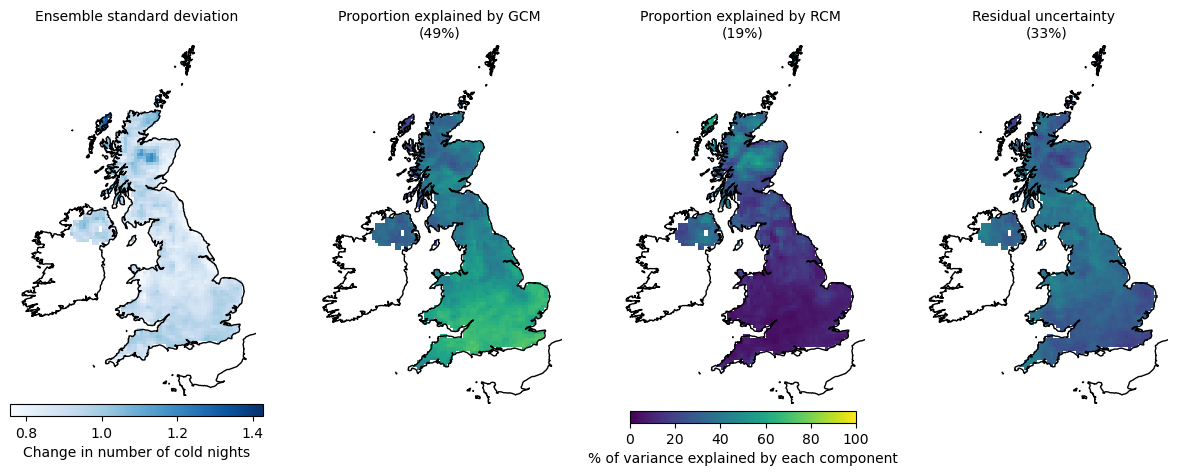 Ensemble standard deviation
Proportion explained by GCM
(49%)
Proportion explained by RCM
(19%)
Residual uncertainty
(33%)
0.8 1.0 1.2 1.4
Change in number of cold nights
0 20 40 60 80 100
% of variance explained by each component